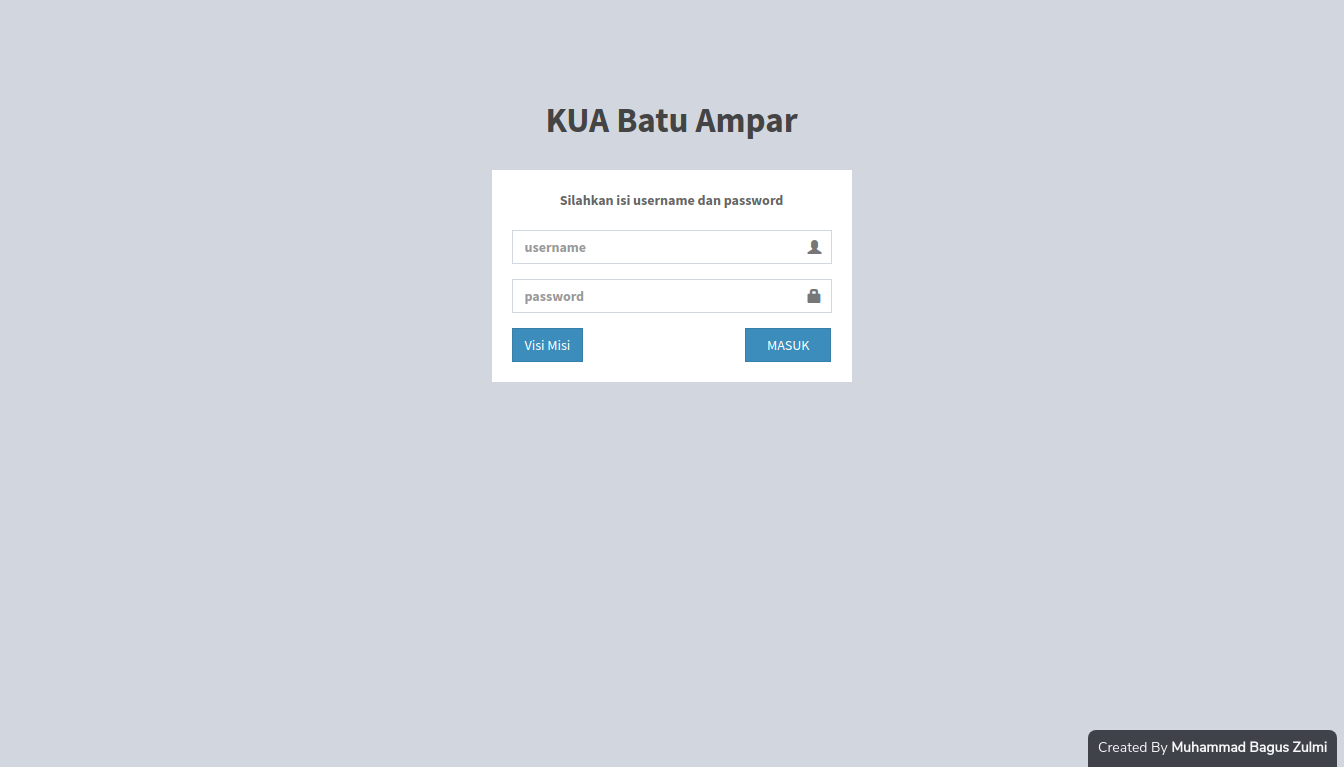 KUA Batu Ampar
Silahkan isi username dan password
username
password
Visi Misi
MASUK
Created By Muhammad Bagus Zulmi